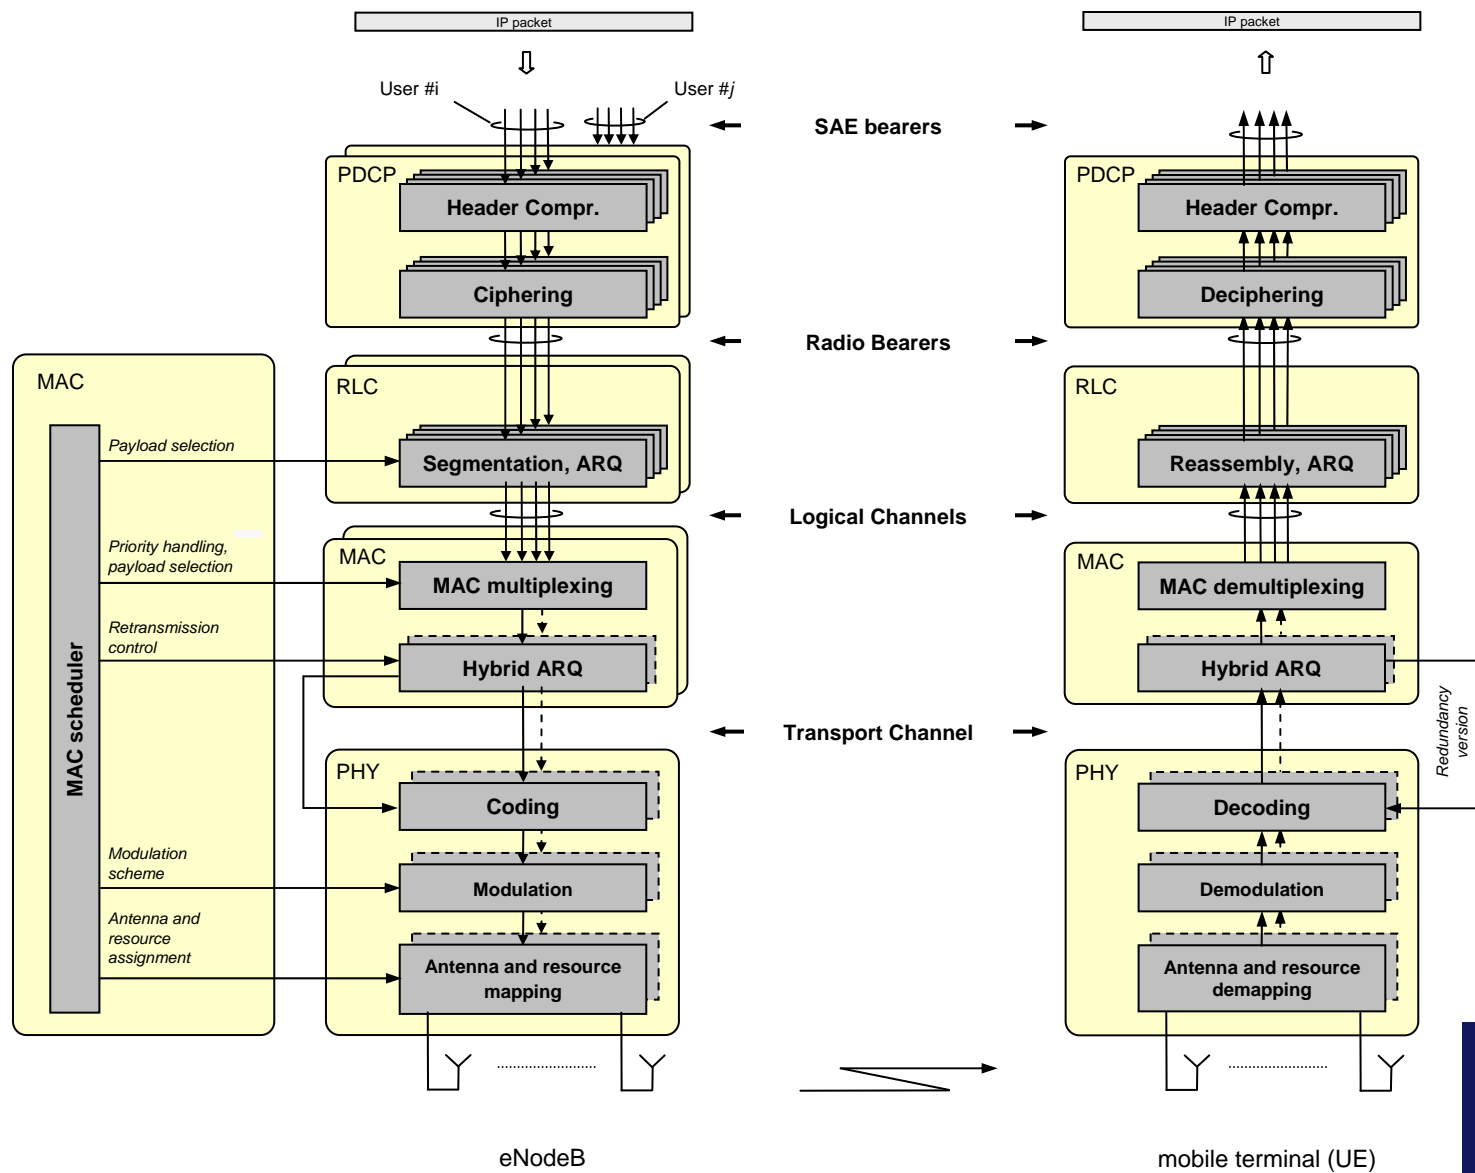 IP packet
IP packet
User #i
User #j
SAE bearers
PDCP
Header Compr.
Ciphering
PDCP
Header Compr.
Deciphering
Radio Bearers
MAC
MAC scheduler
Payload selection
Priority handling,
payload selection
Retransmission
control
Modulation
scheme
Antenna and
resource
assignment
RLC
Segmentation, ARQ
RLC
Reassembly, ARQ
Logical Channels
MAC
MAC multiplexing
Hybrid ARQ
MAC
MAC demultiplexing
Hybrid ARQ
Redundancy
version
Transport Channel
PHY
Coding
Modulation
Antenna and resource
mapping
PHY
Decoding
Demodulation
Antenna and resource
demapping
eNodeB
mobile terminal (UE)